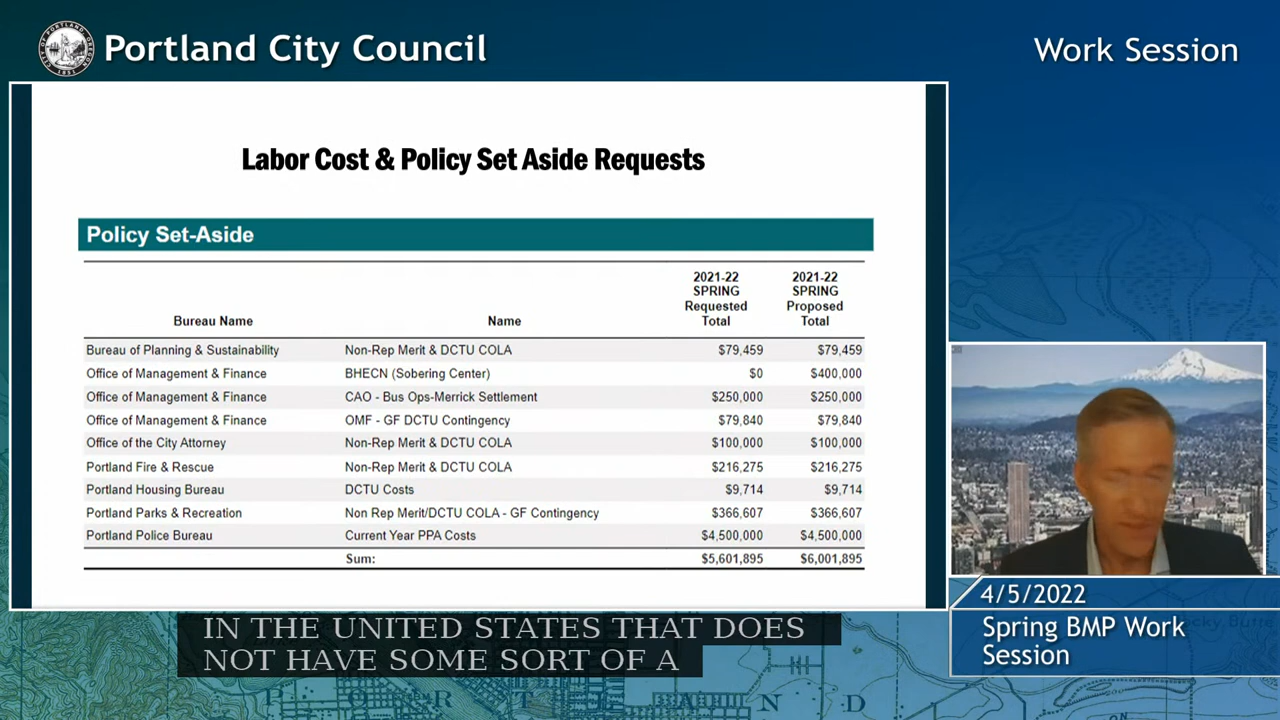 Portland City Council
Work Session
Labor Cost & Policy Set Aside Requests
Policy Set-Aside
Bureau Name Name 2021-22 SPRING Requested Total 2021-22 SPRING Proposed Total
Bureau of Planning & Sustainability Non-Rep Merit & DCTU COLA $79,459 $79,459
Office of Management & Finance BHECN (Sobering Center) $0 $400,000
Office of Management & Finance CAO - Bus Ops-Merrick Settlement $250,000 $250,000
Office of Management & Finance OMF - GF DCTU Contingency $79,840 $79,840
Office of the City Attorney Non-Rep Merit & DCTU COLA $100,000 $100,000
Portland Fire & Rescue Non-Rep Merit & DCTU COLA $216,275 $216,275
Portland Housing Bureau DCTU Costs $9,714 $9,714
Portland Parks & Recreation Non Rep Merit/DCTU COLA - GF Contingency $366,607 $366,607
Portland Police Bureau Current Year PPA Costs $4,500,000 $4,500,000
Sum: $5,601,895 $6,001,895
4/5/2022
Spring BMP Work
Session
IN THE UNITED STATES THAT DOES
NOT HAVE SOME SORT OF A
P O R T L A N D